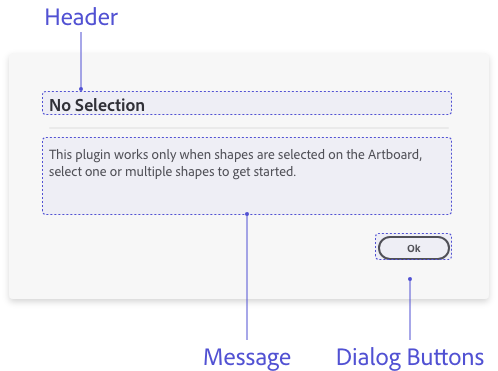 Header
No Selection
This plugin works only when shapes are selected on the Artboard,
select one or multiple shapes to get started.
Ok
Message
Dialog Buttons